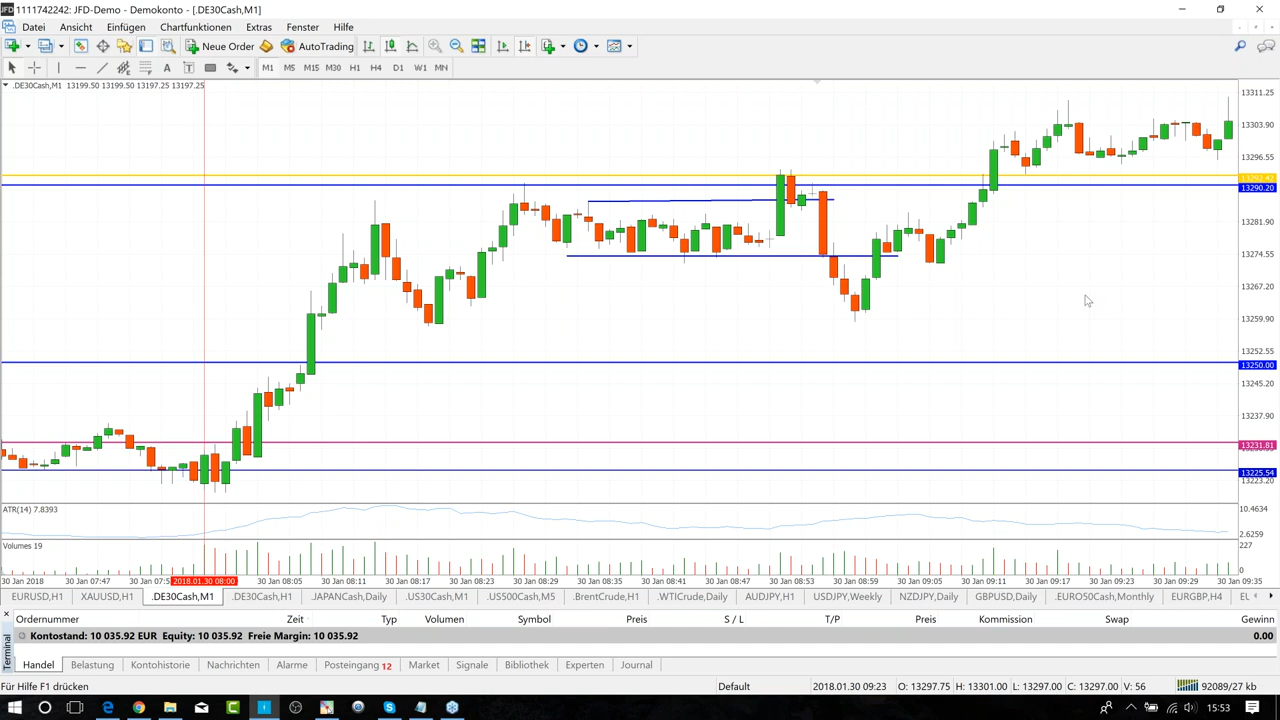 JFD 1111742242: JFD-Demo - Demokonto - [.DE30Cash,M1]
Datei Ansicht Einfügen Chartfunktionen Extras Fenster Hilfe
New Order AutoTrading
A T M1 M5 M15 M30 H1 H4 D1 W1 MN
.DE30Cash,M1 13199.50 13199.50 13197.25 13197.25
13311.25
13303.90
13296.55
13292.42
13290.20
13281.90
13274.55
13267.20
13259.90
13252.55
13250.00
13245.20
13237.90
13231.81
13225.54
13223.20
ATR(14) 7.8393
10.4634
2.6259
Volumes 19
227
0
30 Jan 2018 30 Jan 07:47 30 Jan 07:5 2018.01.30 08:00 30 Jan 08:05 30 Jan 08:11 30 Jan 08:17 30 Jan 08:23 30 Jan 08:29 30 Jan 08:35 30 Jan 08:41 30 Jan 08:47 30 Jan 08:53 30 Jan 08:59 30 Jan 09:05 30 Jan 09:11 30 Jan 09:17 30 Jan 09:23 30 Jan 09:29 30 Jan 09:35
EURUSD,H1 XAUUSD,H1 .DE30Cash,M1 .DE30Cash,H1 .JAPANCash,Daily .US30Cash,M1 .US500Cash,M5 .BrentCrude,H1 .WTICrude,Daily AUDJPY,H1 USDJPY,Weekly NZDJPY,Daily GBPUSD,Daily .EURO50Cash,Monthly EURGBP,H4 EU
Ordernummer Zeit Typ Volumen Symbol Preis S / L T/P Preis Kommission Swap Gewinn
Kontostand: 10 035.92 EUR Equity: 10 035.92 Freie Margin: 10 035.92 0.00
Terminal
Handel Belastung Kontohistorie Nachrichten Alarme Posteingang 12 Market Signale Bibliothek Experten Journal
Für Hilfe F1 drücken Default 2018.01.30 09:23 O: 13297.75 H: 13301.00 L: 13297.00 C: 13297.00 V: 56 92089/27 kb
15:53